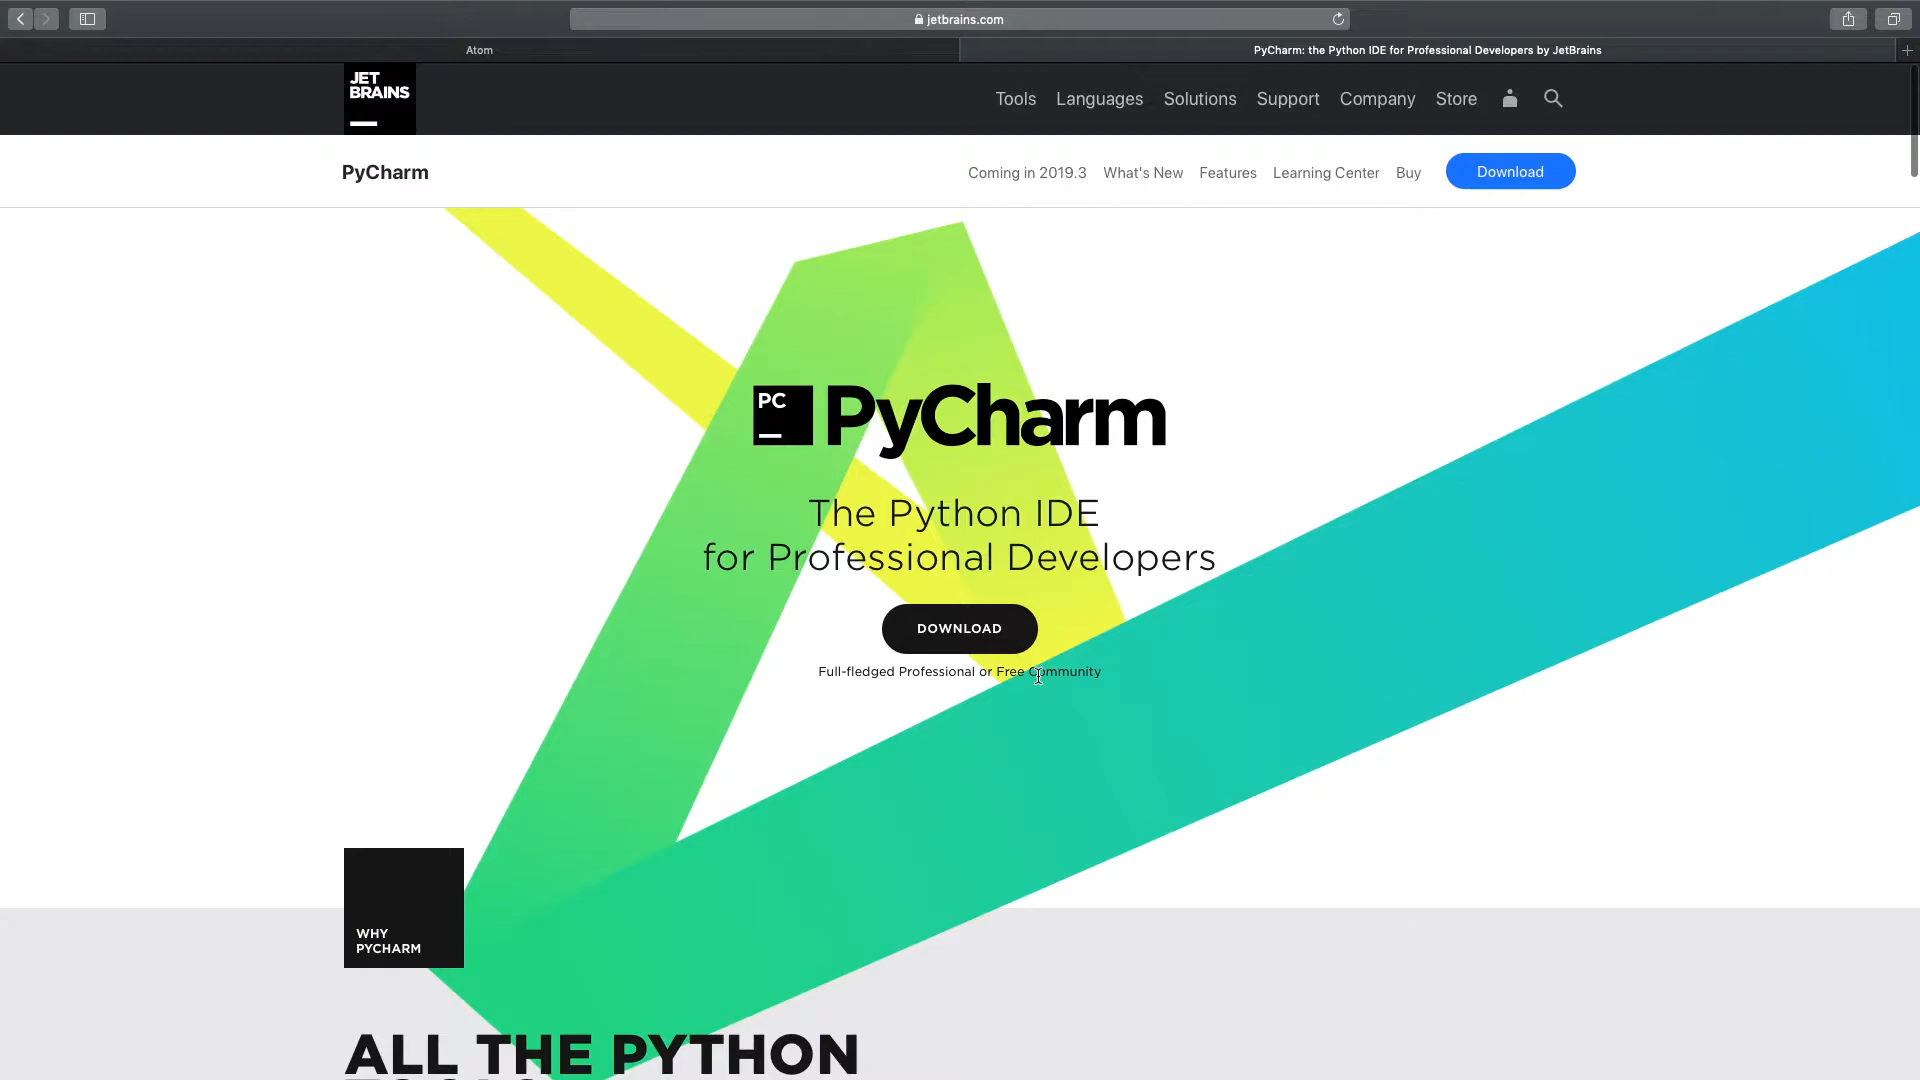 jetbrains.com
Atom
PyCharm: the Python IDE for Professional Developers by JetBrains
JET
BRAINS
Tools Languages Solutions Support Company Store
PyCharm
Coming in 2019.3 What's New Features Learning Center Buy Download
PC PyCharm
The Python IDE
for Professional Developers
DOWNLOAD
Full-fledged Professional or Free Community
WHY
PYCHARM
ALL THE PYTHON